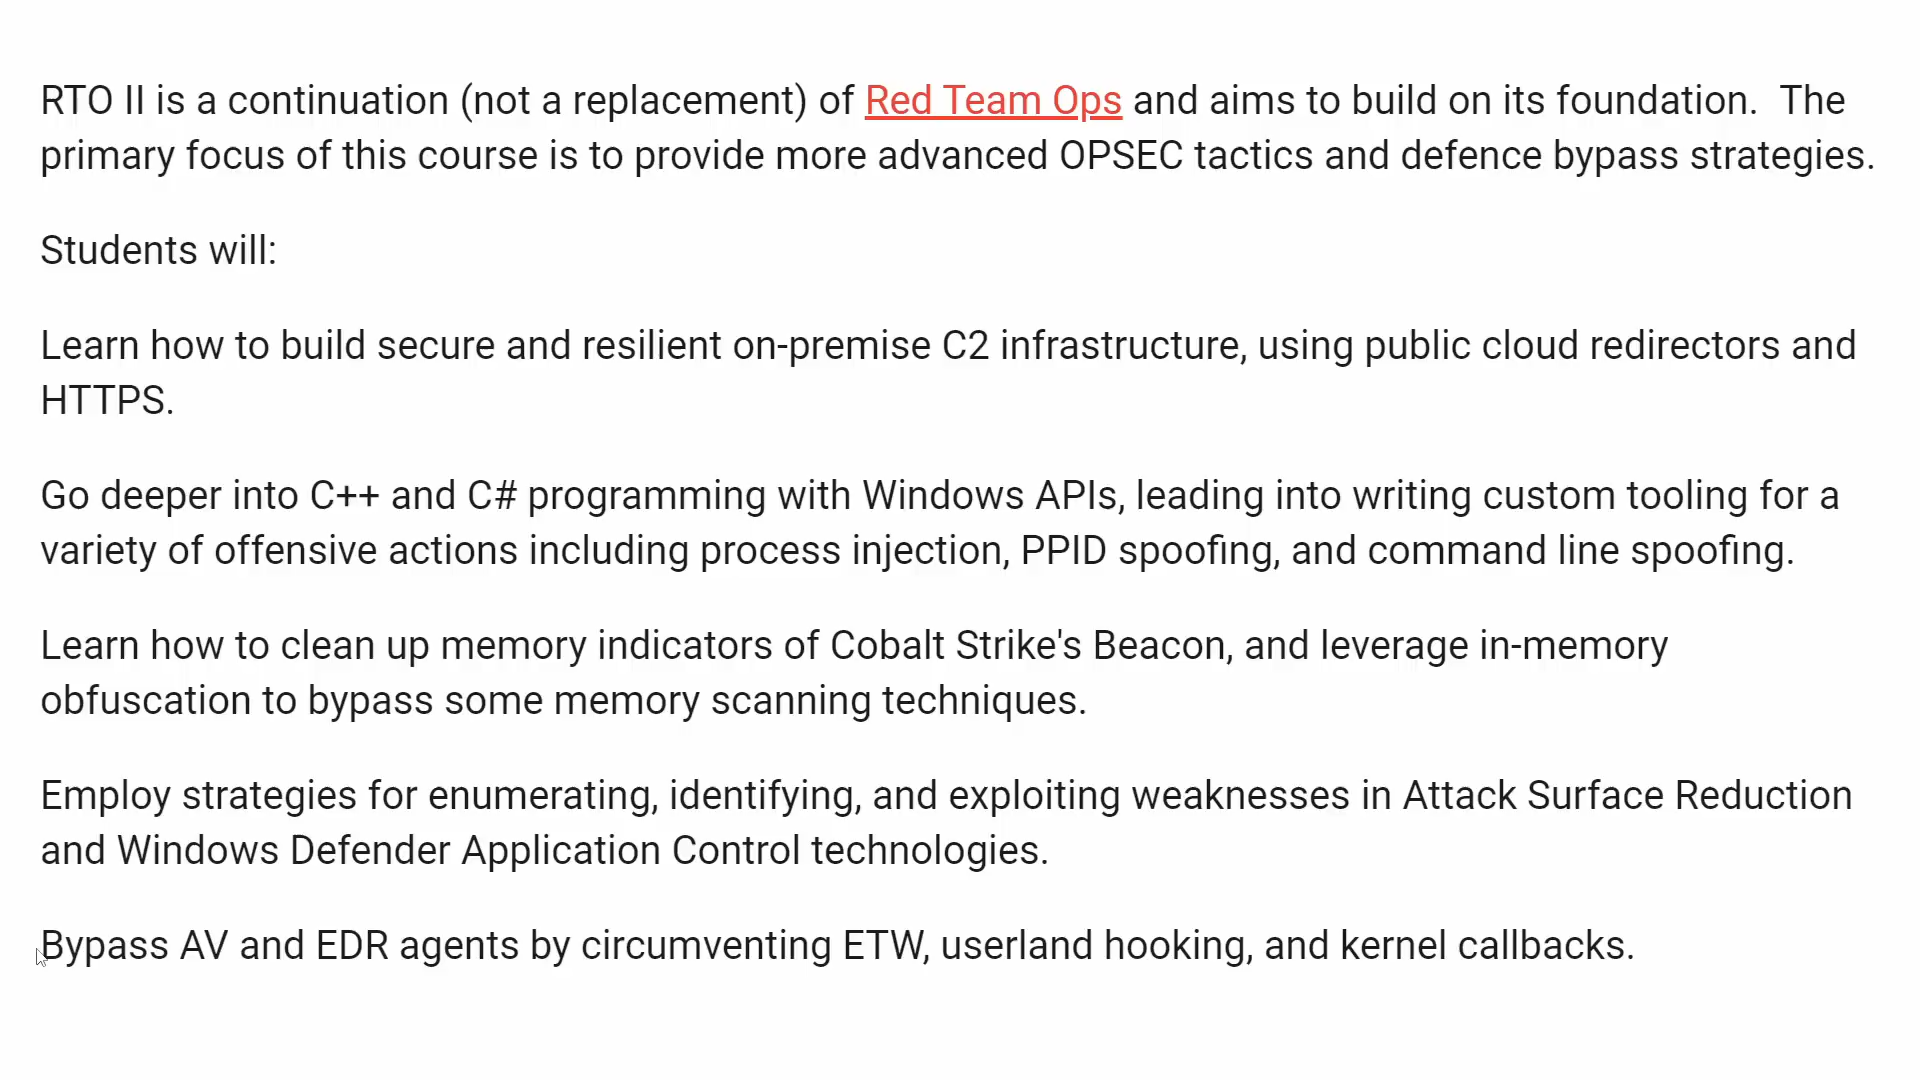 RTO II is a continuation (not a replacement) of Red Team Ops and aims to build on its foundation.  The
primary focus of this course is to provide more advanced OPSEC tactics and defence bypass strategies.
Students will:
Learn how to build secure and resilient on-premise C2 infrastructure, using public cloud redirectors and
HTTPS.
Go deeper into C++ and C# programming with Windows APIs, leading into writing custom tooling for a
variety of offensive actions including process injection, PPID spoofing, and command line spoofing.
Learn how to clean up memory indicators of Cobalt Strike's Beacon, and leverage in-memory
obfuscation to bypass some memory scanning techniques.
Employ strategies for enumerating, identifying, and exploiting weaknesses in Attack Surface Reduction
and Windows Defender Application Control technologies.
Bypass AV and EDR agents by circumventing ETW, userland hooking, and kernel callbacks.